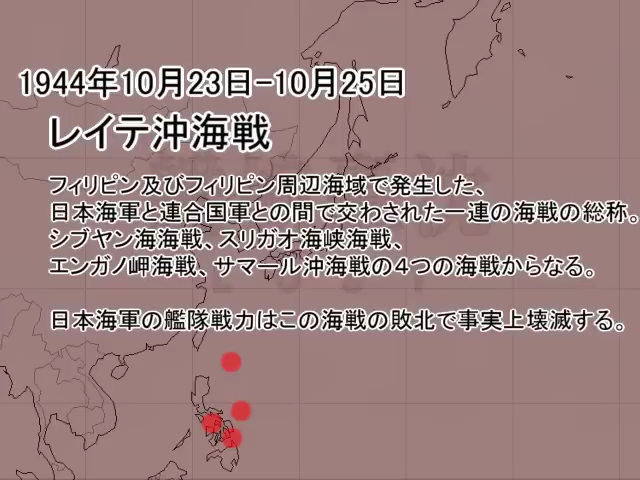 1944年10月23日-10月25日
レイテ沖海戦
フィリピン及びフィリピン周辺海域で発生した、
日本海軍と連合国軍との間で交わされた一連の海戦の総称。
シブヤン海海戦、スリガオ海峡海戦、
エンガノ岬海戦、サマール沖海戦の４つの海戦からなる。
日本海軍の艦隊戦力はこの海戦の敗北で事実上壊滅する。